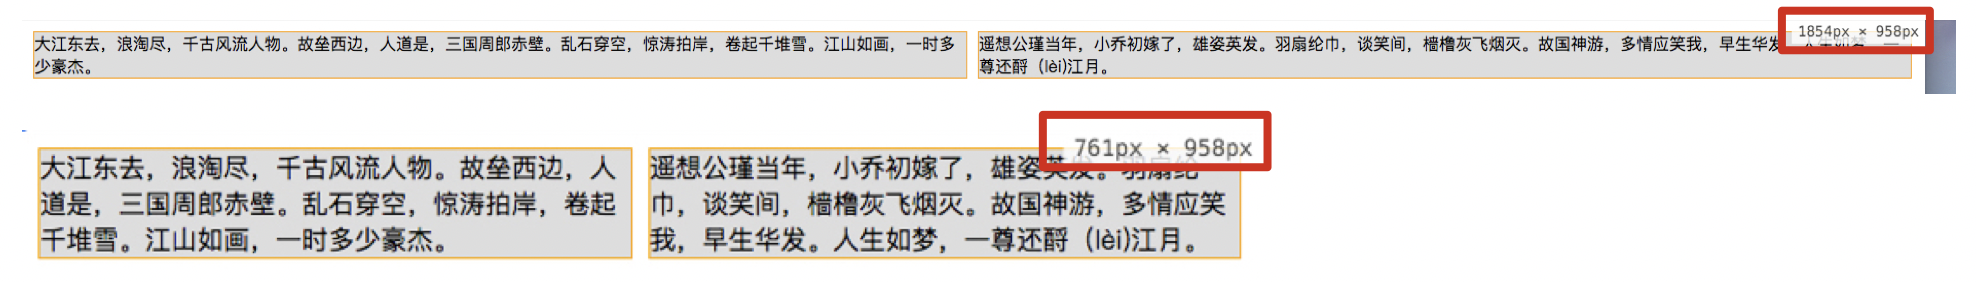 大江东去，浪淘尽，千古风流人物。故垒西边，人道是，三国周郎赤壁。乱石穿空，惊涛拍岸，卷起千堆雪。江山如画，一时多
少豪杰。
遥想公瑾当年，小乔初嫁了，雄姿英发。羽扇纶巾，谈笑间，樯橹灰飞烟灭。故国神游，多情应笑我，早生华发
尊还酹（lèi)江月。
1854px × 958px
大江东去，浪淘尽，千古风流人物。故垒西边，人
道是，三国周郎赤壁。乱石穿空，惊涛拍岸，卷起
千堆雪。江山如画，一时多少豪杰。
遥想公瑾当年，小乔初嫁了，雄姿英发。羽扇纶
巾，谈笑间，樯橹灰飞烟灭。故国神游，多情应笑
我，早生华发。人生如梦，一尊还酹（lèi)江月。
761px × 958px